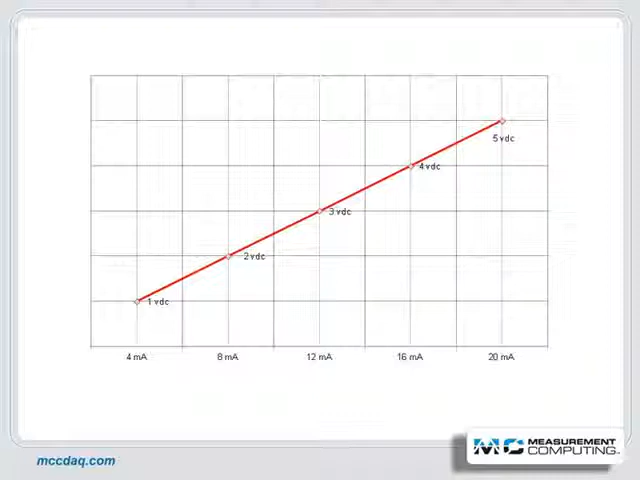 5 vdc
4 vdc
3 vdc
2 vdc
1 vdc
4 mA 8 mA 12 mA 16 mA 20 mA
MC MEASUREMENT
COMPUTING
mccdaq.com